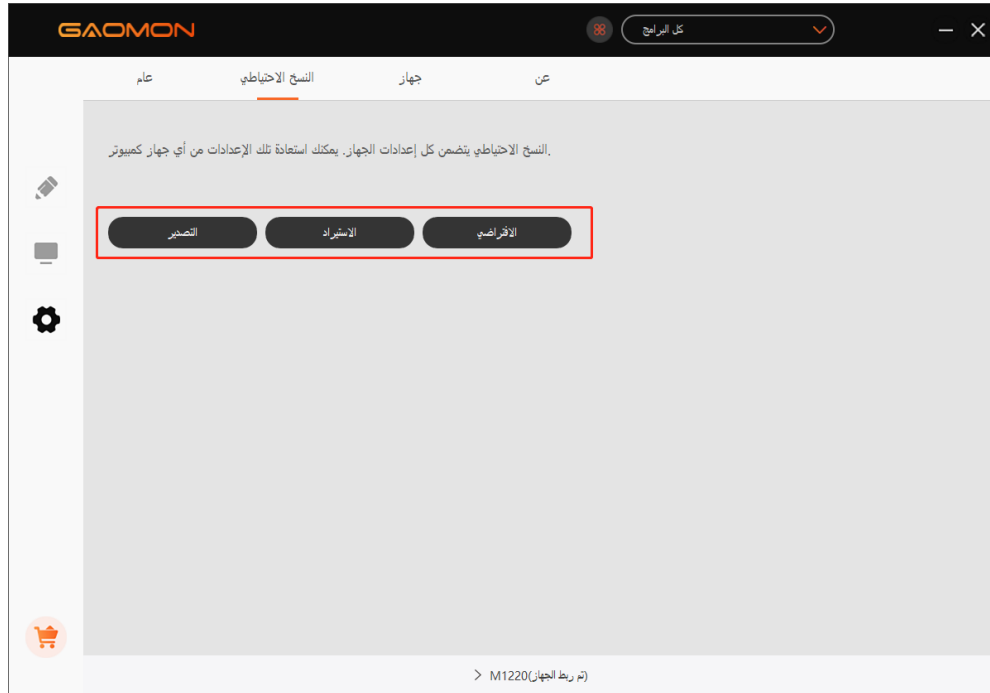 GAOMON
كل البرامج
عام
النسخ الاحتياطي
جهاز
عن
.النسخ الاحتياطي يتضمن كل إعدادات الجهاز. يمكنك استعادة تلك الإعدادات من أي جهاز كمبيوتر
التصدير
الاستيراد
الافتراضي
M1220(تم ربط الجهاز)